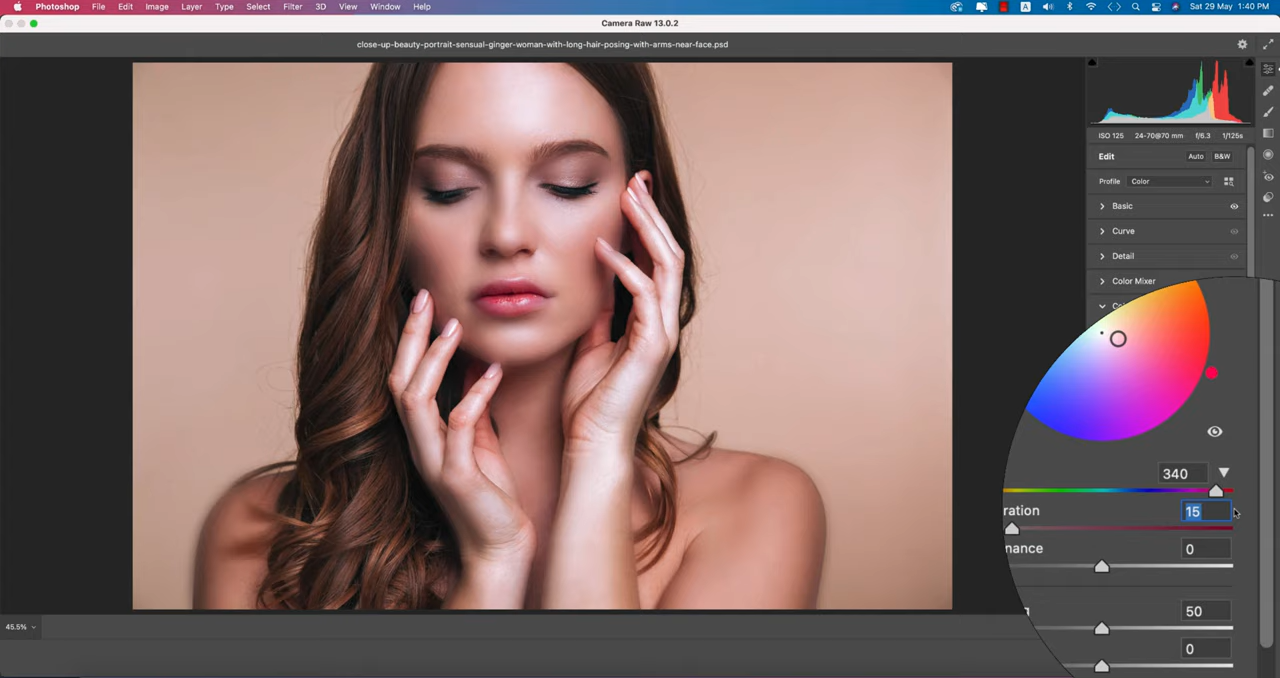 Photoshop File Edit Image Layer Type Select Filter 3D View Window Help A Sat 29 May 1:40 PM
Camera Raw 13.0.2
close-up-beauty-portrait-sensual-ginger-woman-with-long-hair-posing-with-arms-near-face.psd
ISO 125 24-70@70 mm f/6.3 1/125s
Edit Auto B&W
Profile Color
Basic
Curve
Detail
Color Mixer
Co
340
ration 15
nance 0
50
0
45.5%